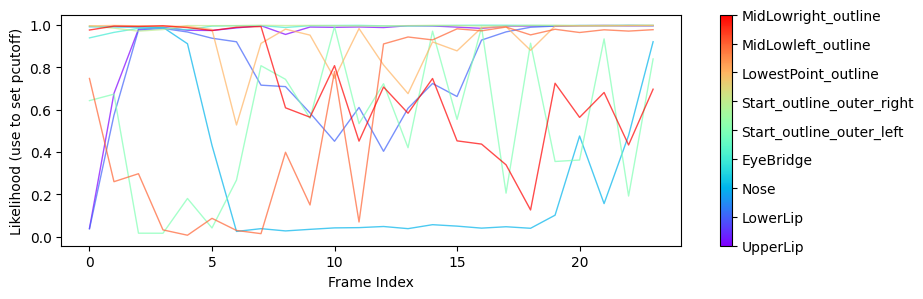 1.0
0.8
0.6
0.4
0.2
0.0
Likelihood (use to set pcutoff)
0
5
10
15
20
Frame Index
MidLowright_outline
MidLowleft_outline
LowestPoint_outline
Start_outline_outer_right
Start_outline_outer_left
EyeBridge
Nose
LowerLip
UpperLip